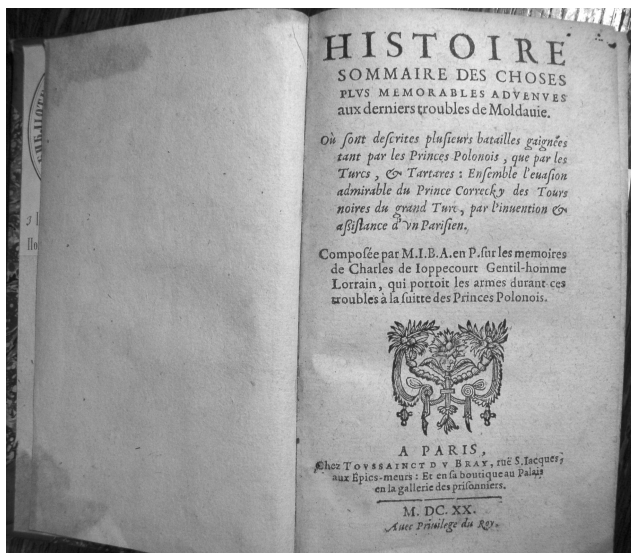 HISTOIRE
SOMMAIRE DES CHOSES
PLVS MEMORABLES ADVENVES
aux derniers troubles de Moldauie.
Où ſont deſcrites pluſieurs batailles gaignées
tant par les Princes Polonois, que par les
Turcs, & Tartares : Enſemble l'euaſion
admirable du Prince Correcky des Tours
noires du grand Turc, par l'inuention &
aſſiſtance d'vn Pariſien.
Compoſée par M.I.B.A. en P. ſur les memoires
de Charles de Ioppecourt Gentil-homme
Lorrain, qui portoit les armes durant ces
troubles à la ſuitte des Princes Polonois.
A PARIS,
Chez TOVSSAINCT DV BRAY, ruë S. Iacques,
aux Epics-meurs : Et en ſa boutique au Palais
en la gallerie des priſonniers.
M. DC. XX.
Auec Priuilege du Roy.